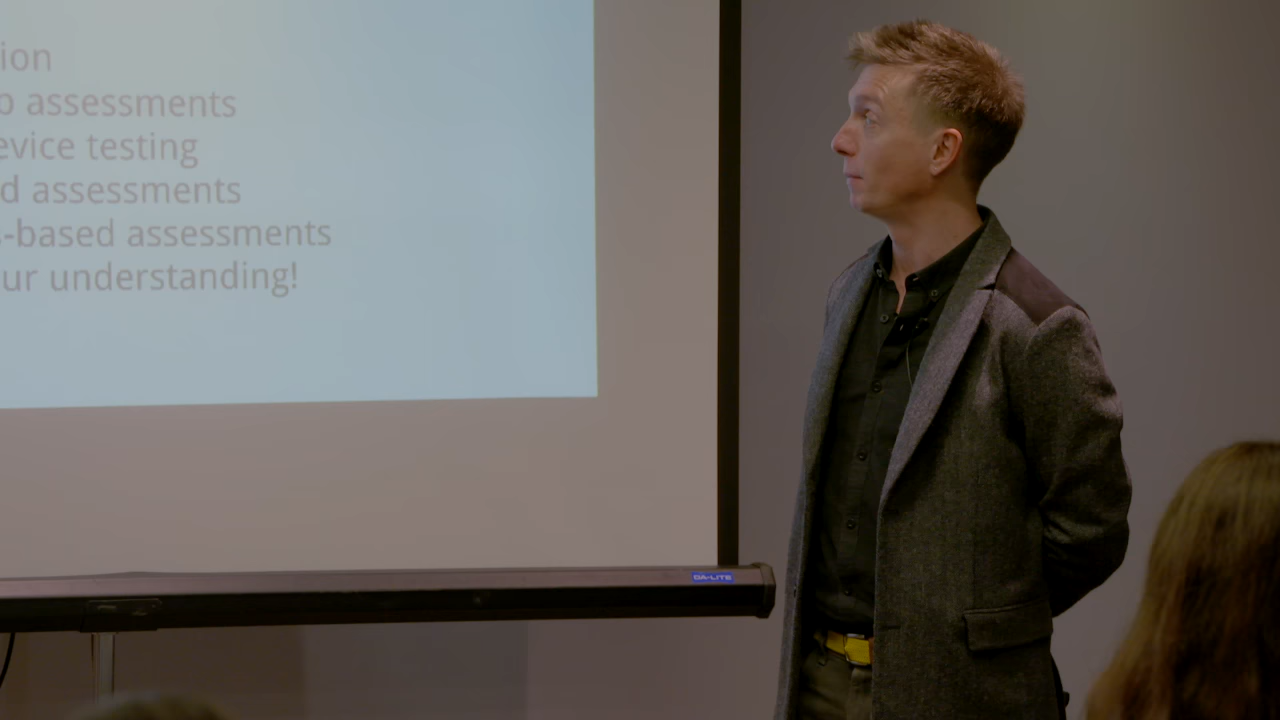 ion
o assessments
evice testing
d assessments
-based assessments
ur understanding!
DA-LITE